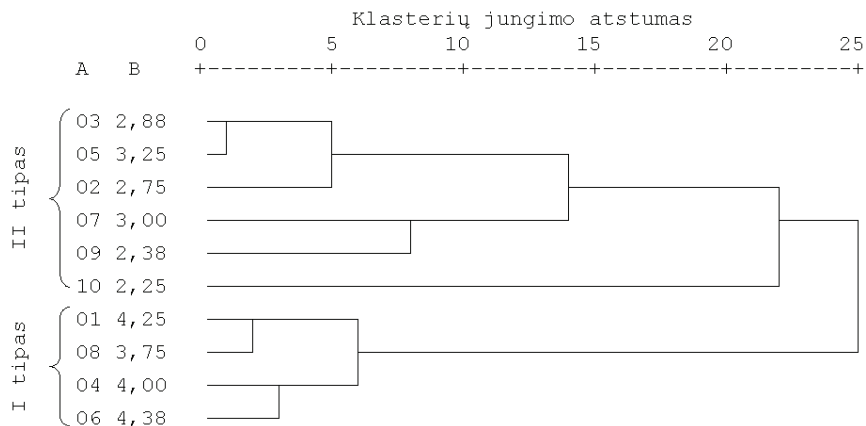 Klasterių jungimo atstumas
0 5 10 15 20 25
A B
II tipas
03 2,88
05 3,25
02 2,75
07 3,00
09 2,38
10 2,25
I tipas
01 4,25
08 3,75
04 4,00
06 4,38